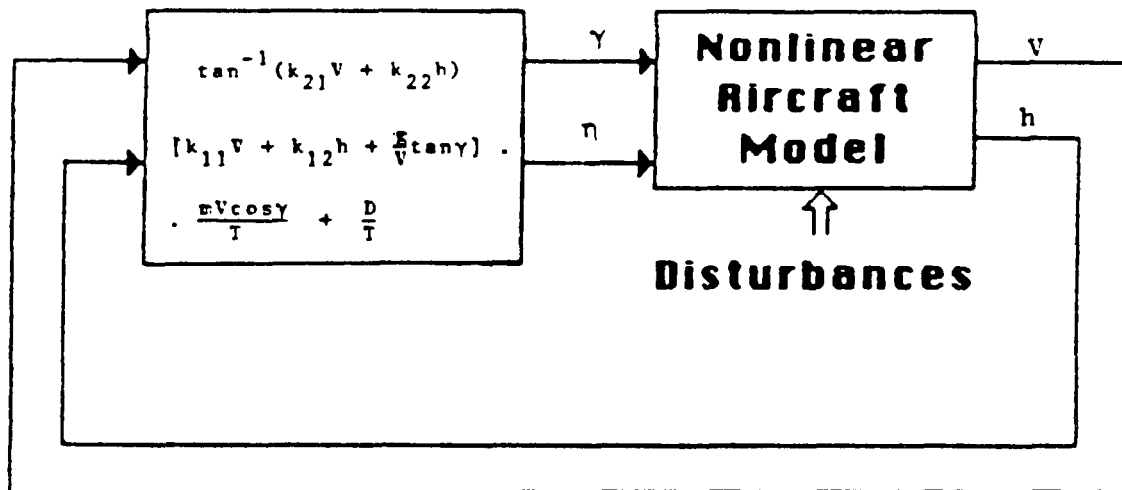 tan⁻¹(k₂₁V + k₂₂h)
[k₁₁V + k₁₂h + g/V tanγ] .
. mVcosγ/T + D/T
γ
η
Nonlinear
Aircraft
Model
V
h
Disturbances